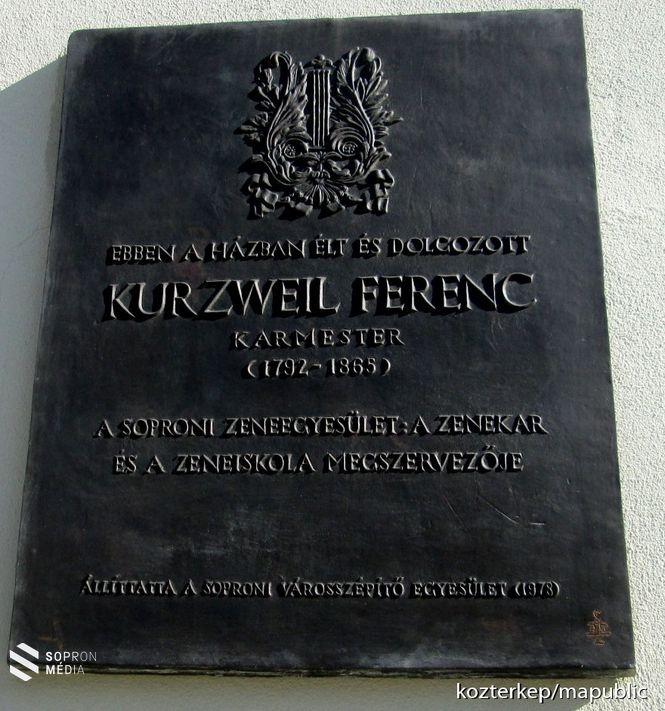 EBBEN A HÁZBAN ÉLT ÉS DOLGOZOTT
KURZWEIL FERENC
KARMESTER
(1792-1865)
A SOPRONI ZENEEGYESÜLET: A ZENEKAR
ÉS A ZENEISKOLA MEGSZERVEZŐJE
ÁLLÍTTATTA A SOPRONI VÁROSSZÉPÍTŐ EGYESÜLET (1978)
SOPRON
MÉDIA
kozterkep/mapublic